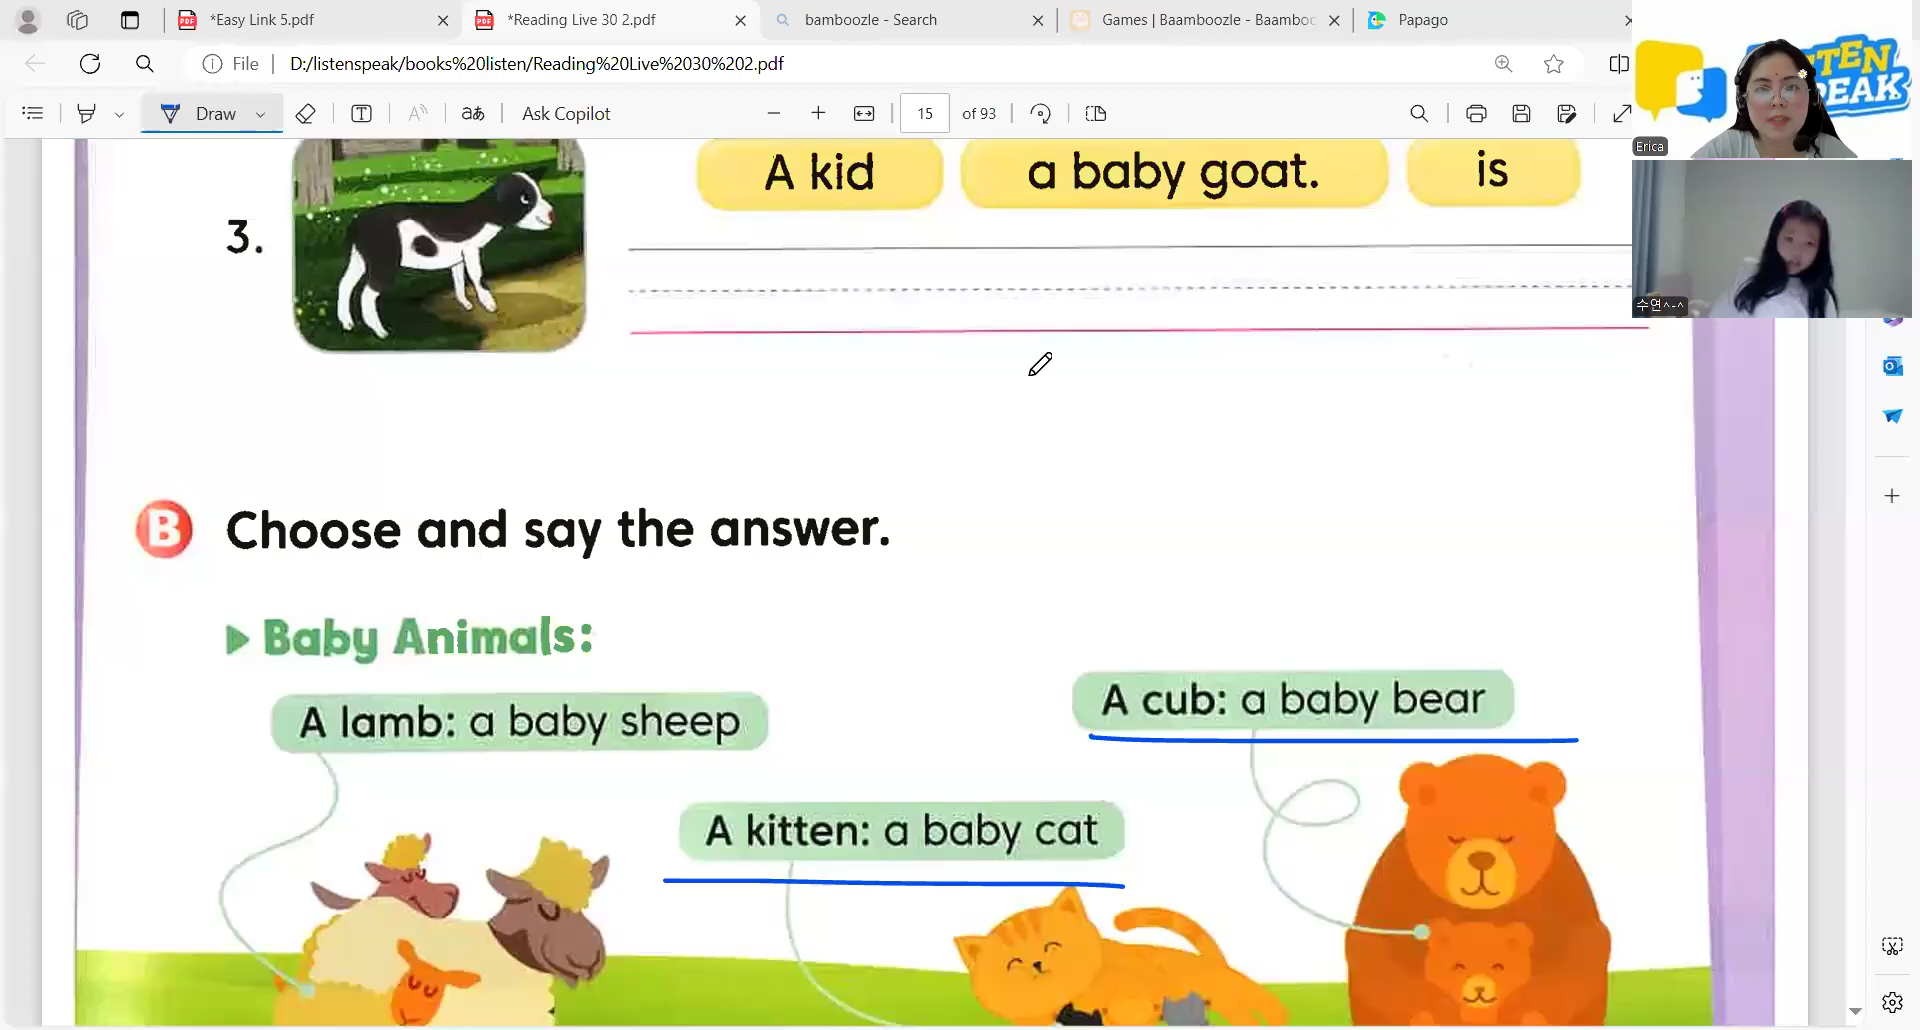 *Easy Link 5.pdf
*Reading Live 30 2.pdf
bamboozle - Search
Games | Baamboozle - Baamboo
Papago
File
D:/listenspeak/books%20listen/Reading%20Live%2030%202.pdf
Draw
Ask Copilot
15 of 93
LISTEN
SPEAK
Erica
수연^-^
A kid
a baby goat.
is
3.
B Choose and say the answer.
Baby Animals:
A cub: a baby bear
A lamb: a baby sheep
A kitten: a baby cat